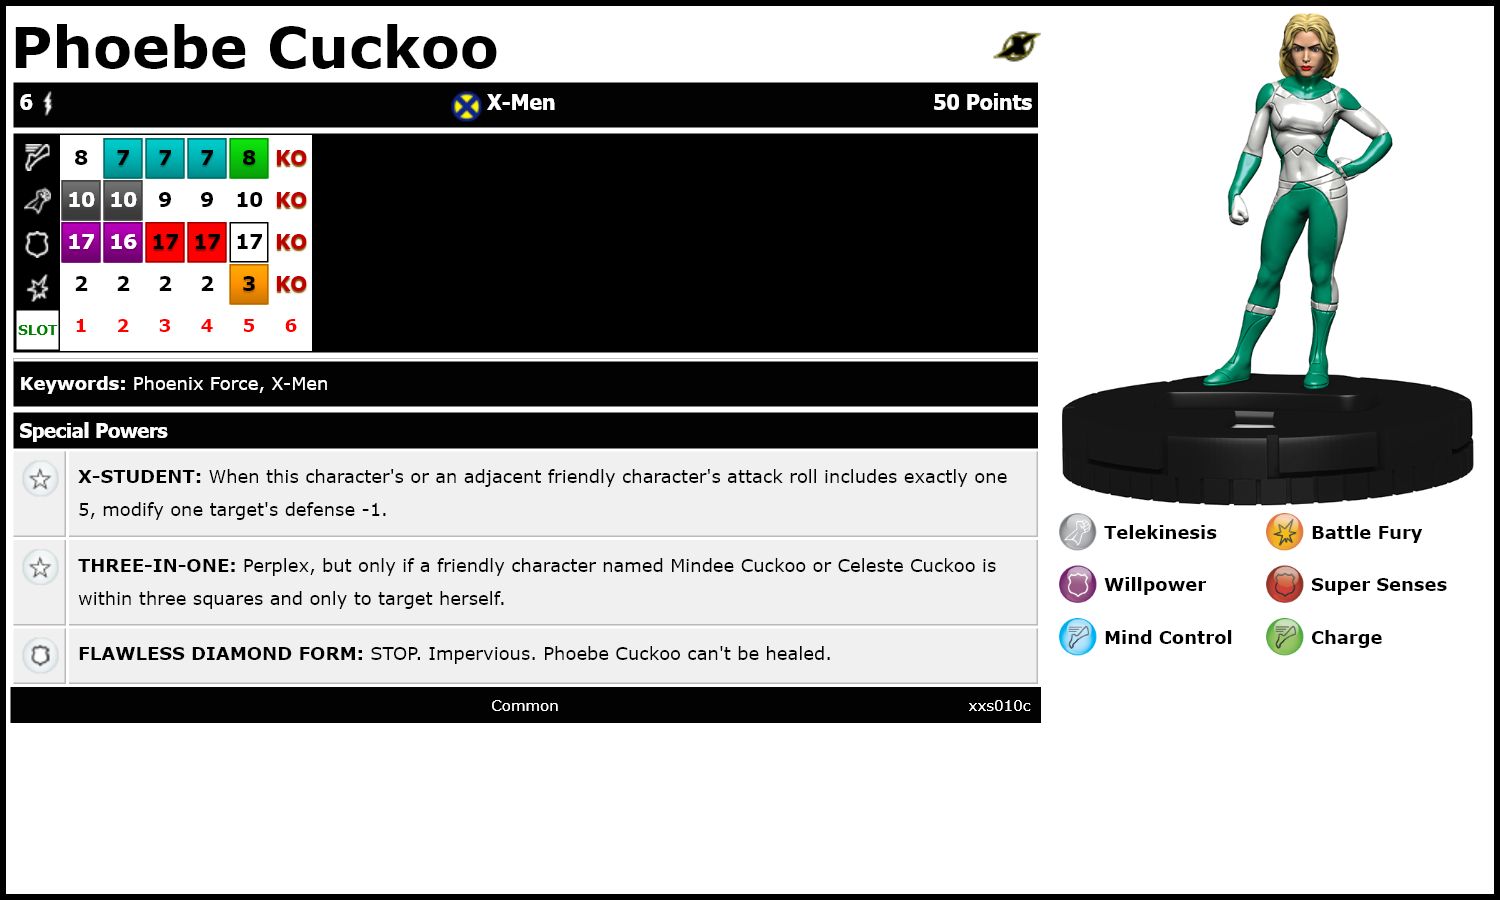 Phoebe Cuckoo
6 X-Men 50 Points
8 7 7 7 8 KO
10 10 9 9 10 KO
17 16 17 17 17 KO
2 2 2 2 3 KO
SLOT 1 2 3 4 5 6
Keywords: Phoenix Force, X-Men
Special Powers
X-STUDENT: When this character's or an adjacent friendly character's attack roll includes exactly one
5, modify one target's defense -1.
THREE-IN-ONE: Perplex, but only if a friendly character named Mindee Cuckoo or Celeste Cuckoo is
within three squares and only to target herself.
FLAWLESS DIAMOND FORM: STOP. Impervious. Phoebe Cuckoo can't be healed.
Common xxs010c
Telekinesis Battle Fury
Willpower Super Senses
Mind Control Charge